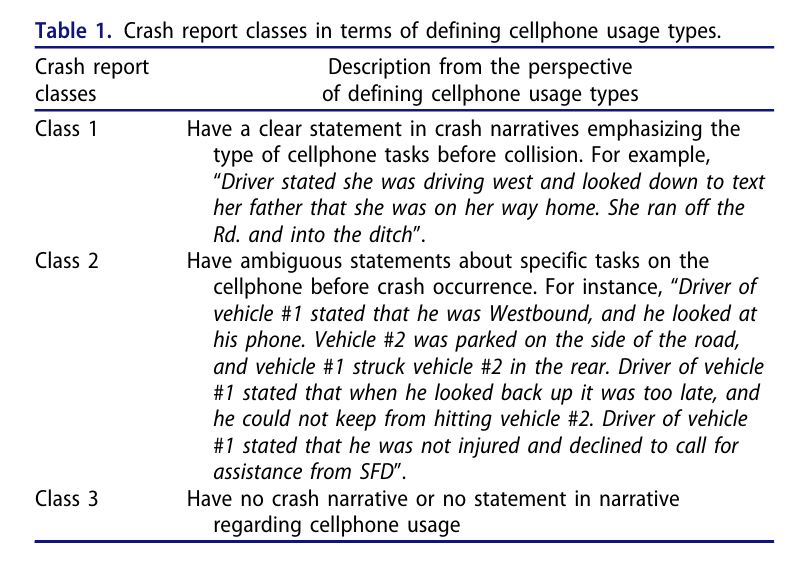 Table 1. Crash report classes in terms of defining cellphone usage types.
Crash report
classes
Description from the perspective
of defining cellphone usage types
Class 1
Have a clear statement in crash narratives emphasizing the
type of cellphone tasks before collision. For example,
“Driver stated she was driving west and looked down to text
her father that she was on her way home. She ran off the
Rd. and into the ditch”.
Class 2
Have ambiguous statements about specific tasks on the
cellphone before crash occurrence. For instance, “Driver of
vehicle #1 stated that he was Westbound, and he looked at
his phone. Vehicle #2 was parked on the side of the road,
and vehicle #1 struck vehicle #2 in the rear. Driver of vehicle
#1 stated that when he looked back up it was too late, and
he could not keep from hitting vehicle #2. Driver of vehicle
#1 stated that he was not injured and declined to call for
assistance from SFD”.
Class 3
Have no crash narrative or no statement in narrative
regarding cellphone usage